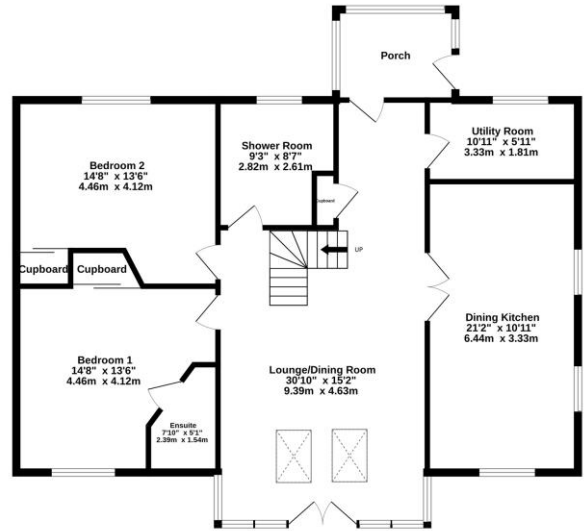 Porch
Bedroom 2
14'8" x 13'6"
4.46m x 4.12m
Shower Room
9'3" x 8'7"
2.82m x 2.61m
Cupboard
Utility Room
10'11" x 5'11"
3.33m x 1.81m
UP
Cupboard
Cupboard
Bedroom 1
14'8" x 13'6"
4.46m x 4.12m
Ensuite
7'10" x 5'1"
2.39m x 1.54m
Lounge/Dining Room
30'10" x 15'2"
9.39m x 4.63m
Dining Kitchen
21'2" x 10'11"
6.44m x 3.33m